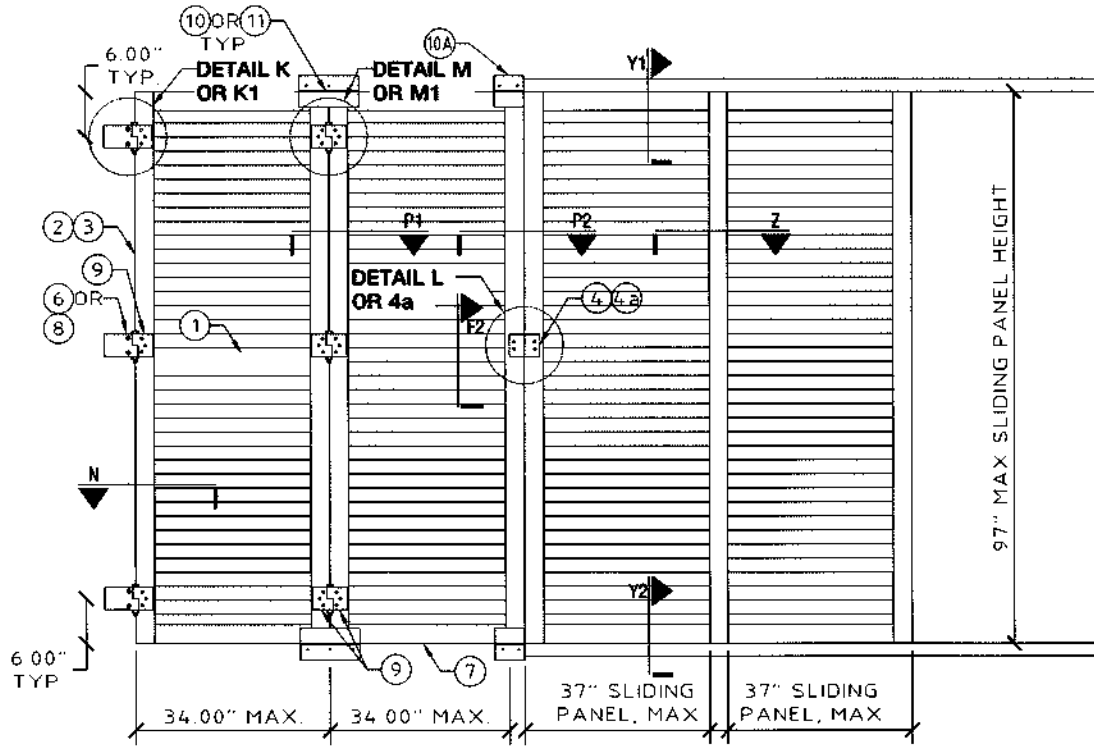 10 OR 11
TYP
10A
6.00"
TYP.
DETAIL K
OR K1
DETAIL M
OR M1
Y1
2 3
P1
P2
Z
9
6 OR
8
1
DETAIL L
OR 4a
4 4a
F2
97" MAX SLIDING PANEL HEIGHT
N
Y2
6 00"
TYP
9
7
34.00" MAX.
34 00" MAX.
37" SLIDING
PANEL, MAX
37" SLIDING
PANEL, MAX